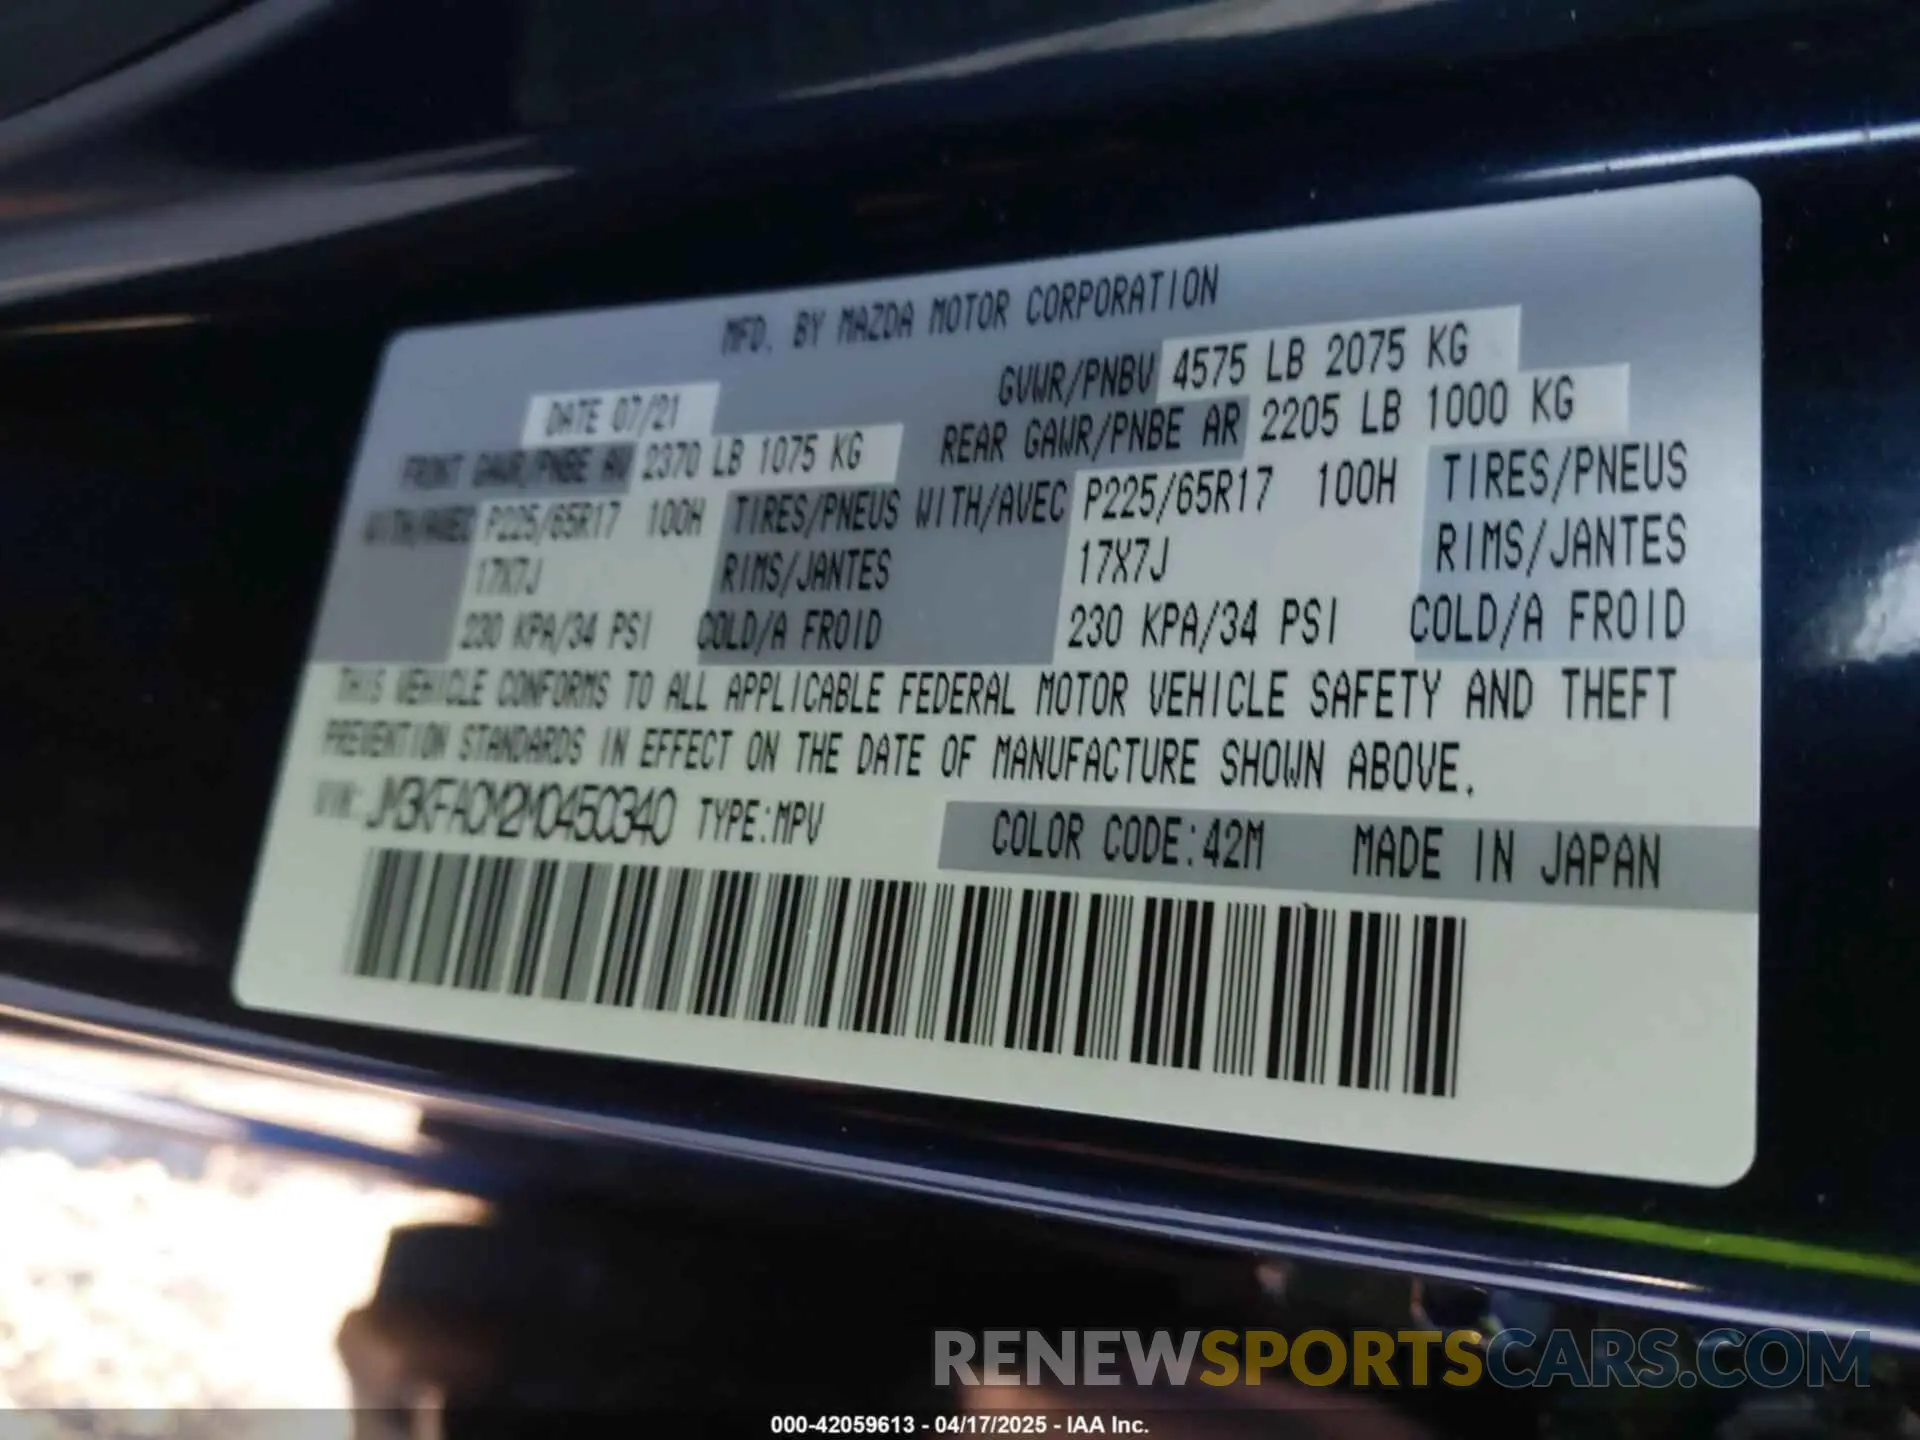 MFD. BY MAZDA MOTOR CORPORATION
DATE 07/21 GVWR/PNBV 4575 LB 2075 KG
FRONT GAWR/PNBE AV 2370 LB 1075 KG REAR GAWR/PNBE AR 2205 LB 1000 KG
WITH/AVEC P225/65R17 100H TIRES/PNEUS WITH/AVEC P225/65R17 100H TIRES/PNEUS
17X7J RIMS/JANTES 17X7J RIMS/JANTES
230 KPA/34 PSI COLD/A FROID 230 KPA/34 PSI COLD/A FROID
THIS VEHICLE CONFORMS TO ALL APPLICABLE FEDERAL MOTOR VEHICLE SAFETY AND THEFT
PREVENTION STANDARDS IN EFFECT ON THE DATE OF MANUFACTURE SHOWN ABOVE.
VIN: JM3KFACM2M0450340 TYPE:MPV COLOR CODE:42M MADE IN JAPAN
RENEWSPORTSCARS.COM
000-42059613 - 04/17/2025 - IAA Inc.